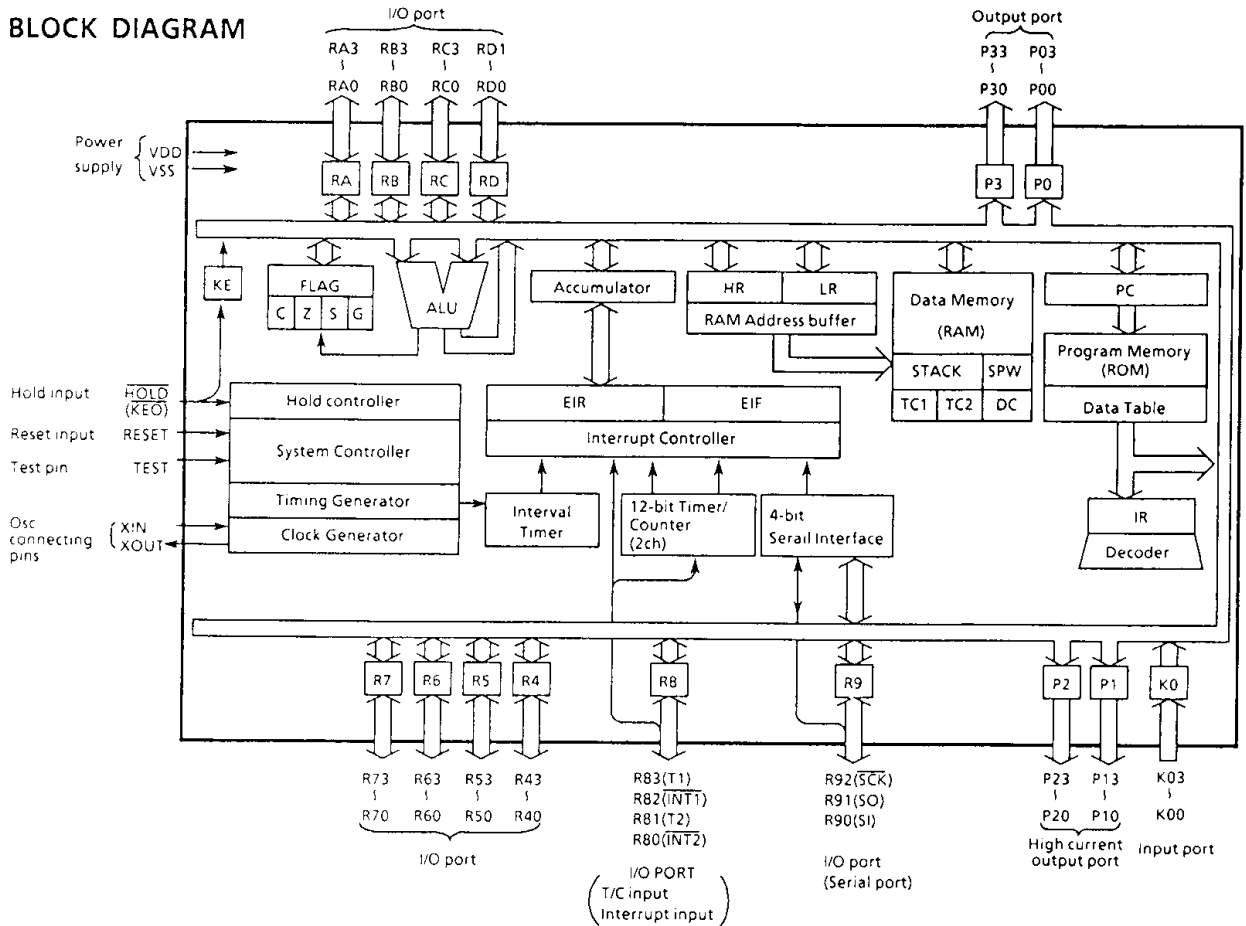 BLOCK DIAGRAM
I/O port
RA3 RB3 RC3 RD1
~ ~ ~ ~
RA0 RB0 RC0 RD0
Output port
P33 P03
~ ~
P30 P00
Power supply
VDD
VSS
RA RB RC RD
P3 P0
KE
FLAG
C Z S G
ALU
Accumulator
HR LR
RAM Address buffer
Data Memory
(RAM)
STACK SPW
TC1 TC2 DC
PC
Program Memory
(ROM)
Data Table
Hold input HOLD
(KEO)
Reset input RESET
Test pin TEST
Osc
connecting
pins
XIN
XOUT
Hold controller
System Controller
Timing Generator
Clock Generator
EIR EIF
Interrupt Controller
Interval
Timer
12-bit Timer/
Counter
(2ch)
4-bit
Serail Interface
IR
Decoder
R7 R6 R5 R4 R8 R9 P2 P1 K0
R73 R63 R53 R43
~ ~ ~ ~
R70 R60 R50 R40
I/O port
R83(T1)
R82(INT1)
R81(T2)
R80(INT2)
I/O PORT
T/C input
Interrupt input
R92(SCK)
R91(SO)
R90(SI)
I/O port
(Serial port)
P23 P13
~ ~
P20 P10
High current
output port
K03
~
K00
Input port